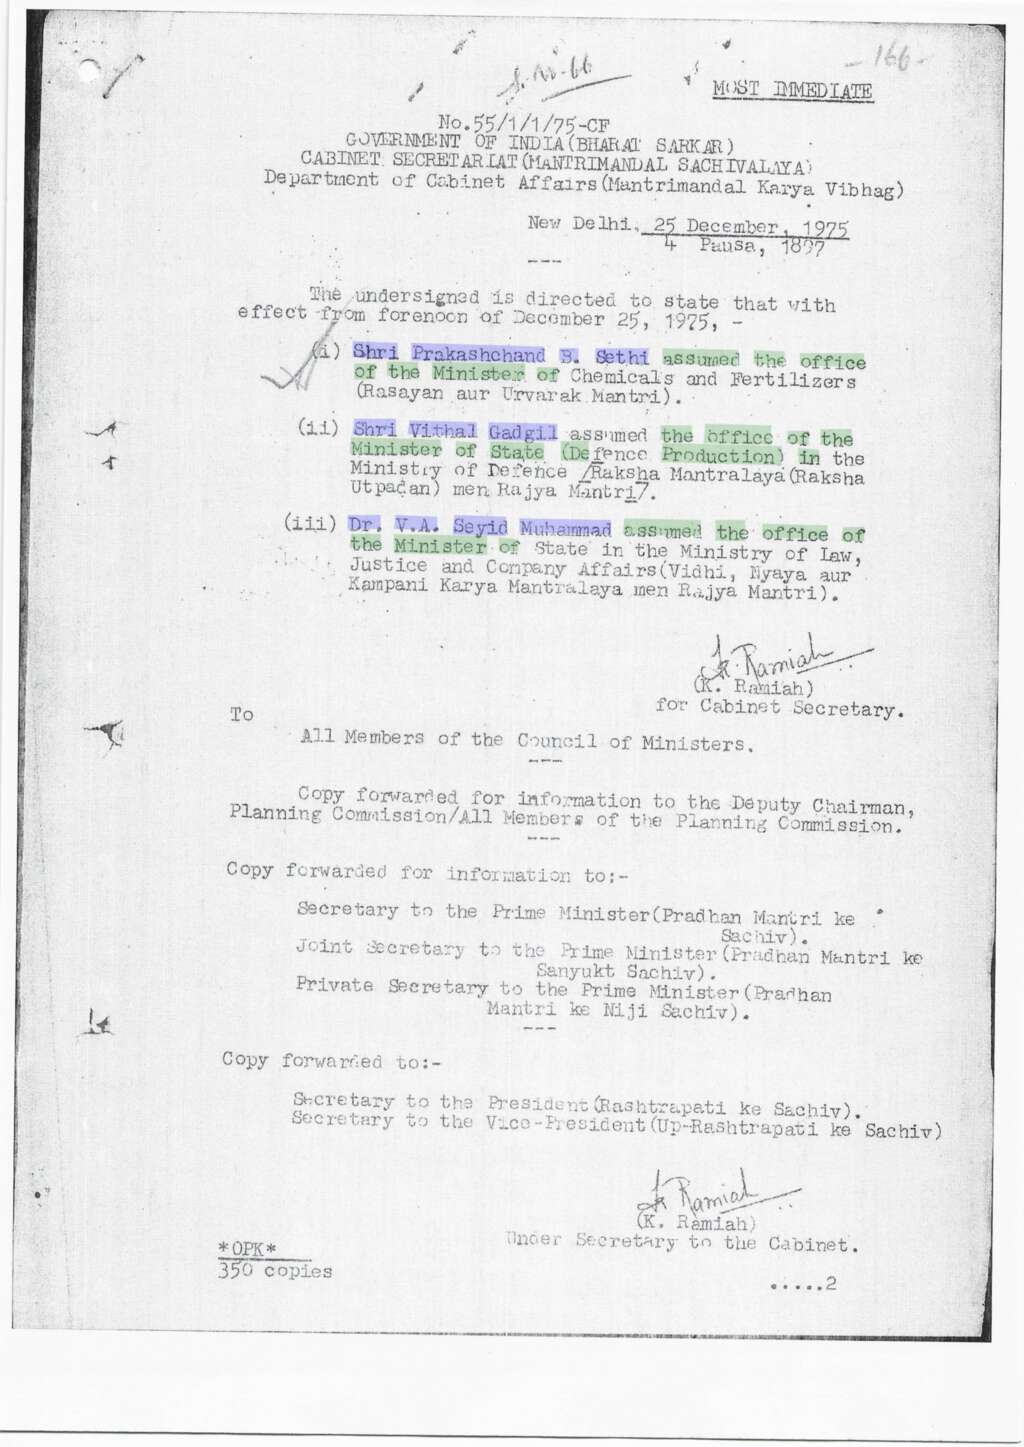 -166-
MOST IMMEDIATE
No.55/1/1/75-CF
GOVERNMENT OF INDIA(BHARAT SARKAR)
CABINET SECRETARIAT(MANTRIMANDAL SACHIVALAYA)
Department of Cabinet Affairs(Mantrimandal Karya Vibhag)
New Delhi, 25 December, 1975
4 Pausa, 1897
---
The undersigned is directed to state that with
effect from forenoon of December 25, 1975, -
(i) Shri Prakashchand B. Sethi assumed the office
of the Minister of Chemicals and Fertilizers
(Rasayan aur Urvarak Mantri).
(ii) Shri Vithal Gadgil assumed the office of the
Minister of State (Defence Production) in the
Ministry of Defence /Raksha Mantralaya(Raksha
Utpadan) men Rajya Mantri/.
(iii) Dr. V.A. Seyid Muhammad assumed the office of
the Minister of State in the Ministry of Law,
Justice and Company Affairs(Vidhi, Nyaya aur
Kampani Karya Mantralaya men Rajya Mantri).
K. Ramiah
(K. Ramiah)
for Cabinet Secretary.
To
All Members of the Council of Ministers.
---
Copy forwarded for information to the Deputy Chairman,
Planning Commission/All Members of the Planning Commission.
---
Copy forwarded for information to:-
Secretary to the Prime Minister(Pradhan Mantri ke
Sachiv).
Joint Secretary to the Prime Minister(Pradhan Mantri ke
Sanyukt Sachiv).
Private Secretary to the Prime Minister(Pradhan
Mantri ke Niji Sachiv).
---
Copy forwarded to:-
Secretary to the President(Rashtrapati ke Sachiv).
Secretary to the Vice-President(Up-Rashtrapati ke Sachiv)
K Ramiah
(K. Ramiah)
Under Secretary to the Cabinet.
*OPK*
350 copies
.....2